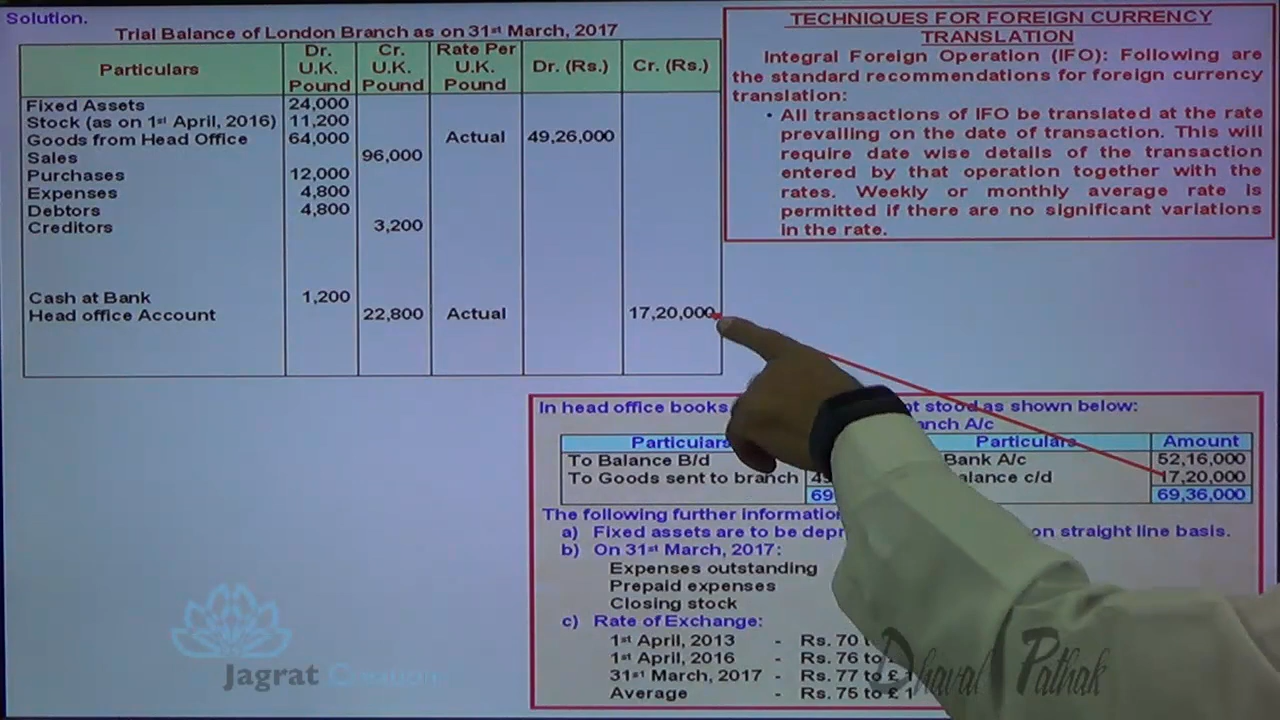 Solution.
Trial Balance of London Branch as on 31st March, 2017
Particulars Dr. U.K. Pound Cr. U.K. Pound Rate Per U.K. Pound Dr. (Rs.) Cr. (Rs.)
Fixed Assets 24,000
Stock (as on 1st April, 2016) 11,200
Goods from Head Office 64,000 Actual 49,26,000
Sales 96,000
Purchases 12,000
Expenses 4,800
Debtors 4,800
Creditors 3,200
Cash at Bank 1,200
Head office Account 22,800 Actual 17,20,000
TECHNIQUES FOR FOREIGN CURRENCY
TRANSLATION
Integral Foreign Operation (IFO): Following are
the standard recommendations for foreign currency
translation:
• All transactions of IFO be translated at the rate
prevailing on the date of transaction. This will
require date wise details of the transaction
entered by that operation together with the
rates. Weekly or monthly average rate is
permitted if there are no significant variations
in the rate.
In head office books stood as shown below:
A/c
Particulars Particulars Amount
To Balance B/d Bank A/c 52,16,000
To Goods sent to branch c/d 17,20,000
69,36,000
The following further information
a) Fixed assets are to be on straight line basis.
b) On 31st March, 2017:
Expenses outstanding
Prepaid expenses
Closing stock
c) Rate of Exchange:
1st April, 2013 - Rs. 70
1st April, 2016 - Rs. 76 to
31st March, 2017 - Rs. 77 to £ 1
Average - Rs. 75 to £ 1
Jagrat
Dhaval Pathak